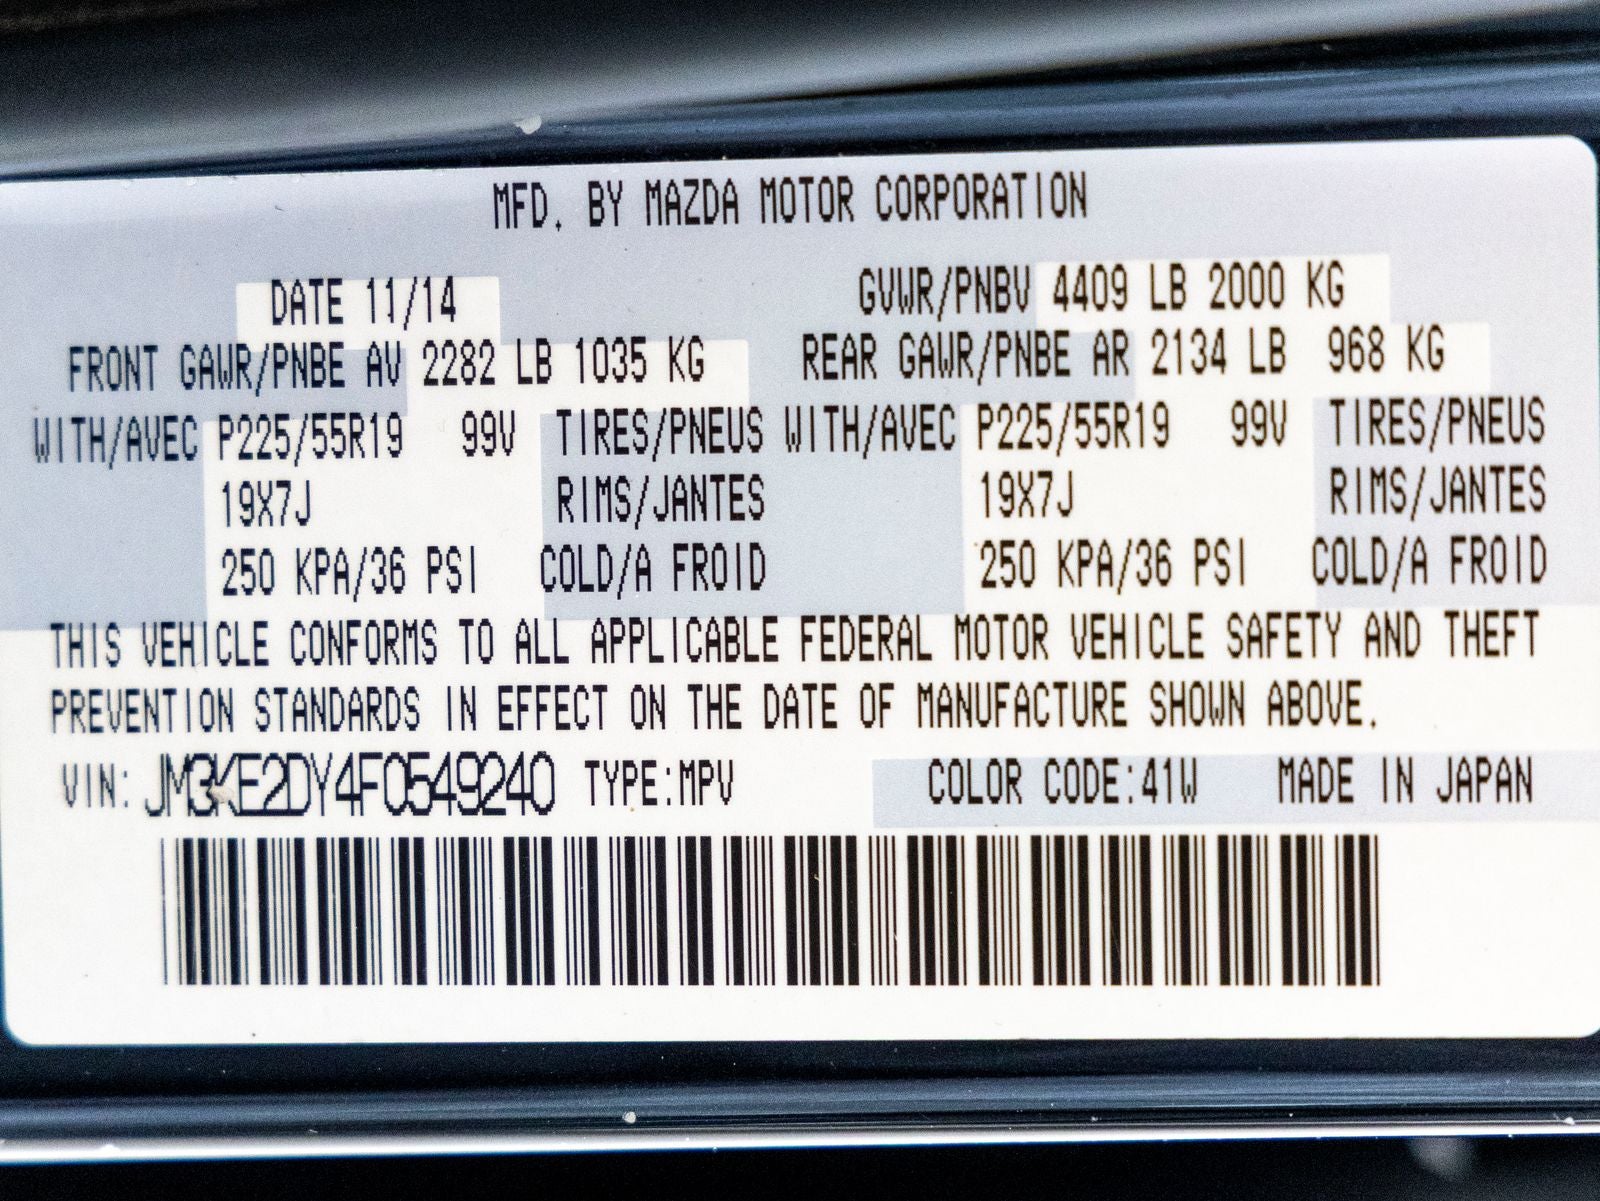 MFD. BY MAZDA MOTOR CORPORATION
DATE 11/14 GVWR/PNBV 4409 LB 2000 KG
FRONT GAWR/PNBE AV 2282 LB 1035 KG REAR GAWR/PNBE AR 2134 LB 968 KG
WITH/AVEC P225/55R19 99V TIRES/PNEUS WITH/AVEC P225/55R19 99V TIRES/PNEUS
19X7J RIMS/JANTES 19X7J RIMS/JANTES
250 KPA/36 PSI COLD/A FROID 250 KPA/36 PSI COLD/A FROID
THIS VEHICLE CONFORMS TO ALL APPLICABLE FEDERAL MOTOR VEHICLE SAFETY AND THEFT
PREVENTION STANDARDS IN EFFECT ON THE DATE OF MANUFACTURE SHOWN ABOVE.
VIN: JM3KE2DY4F0549240 TYPE:MPV COLOR CODE:41W MADE IN JAPAN